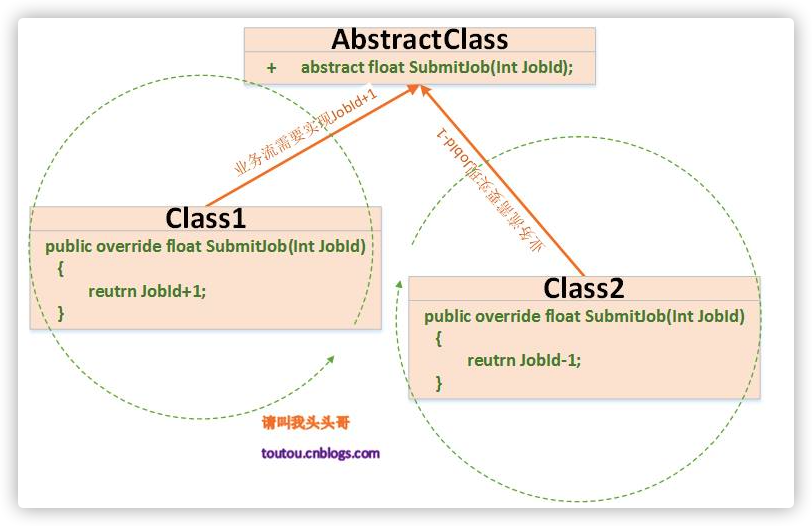 AbstractClass
+ abstract float SubmitJob(Int JobId);
业务流需要实现JobId+1
业务流需要实现JobId-1
Class1
public override float SubmitJob(Int JobId)
{
reutrn JobId+1;
}
Class2
public override float SubmitJob(Int JobId)
{
reutrn JobId-1;
}
请叫我头头哥
toutou.cnblogs.com